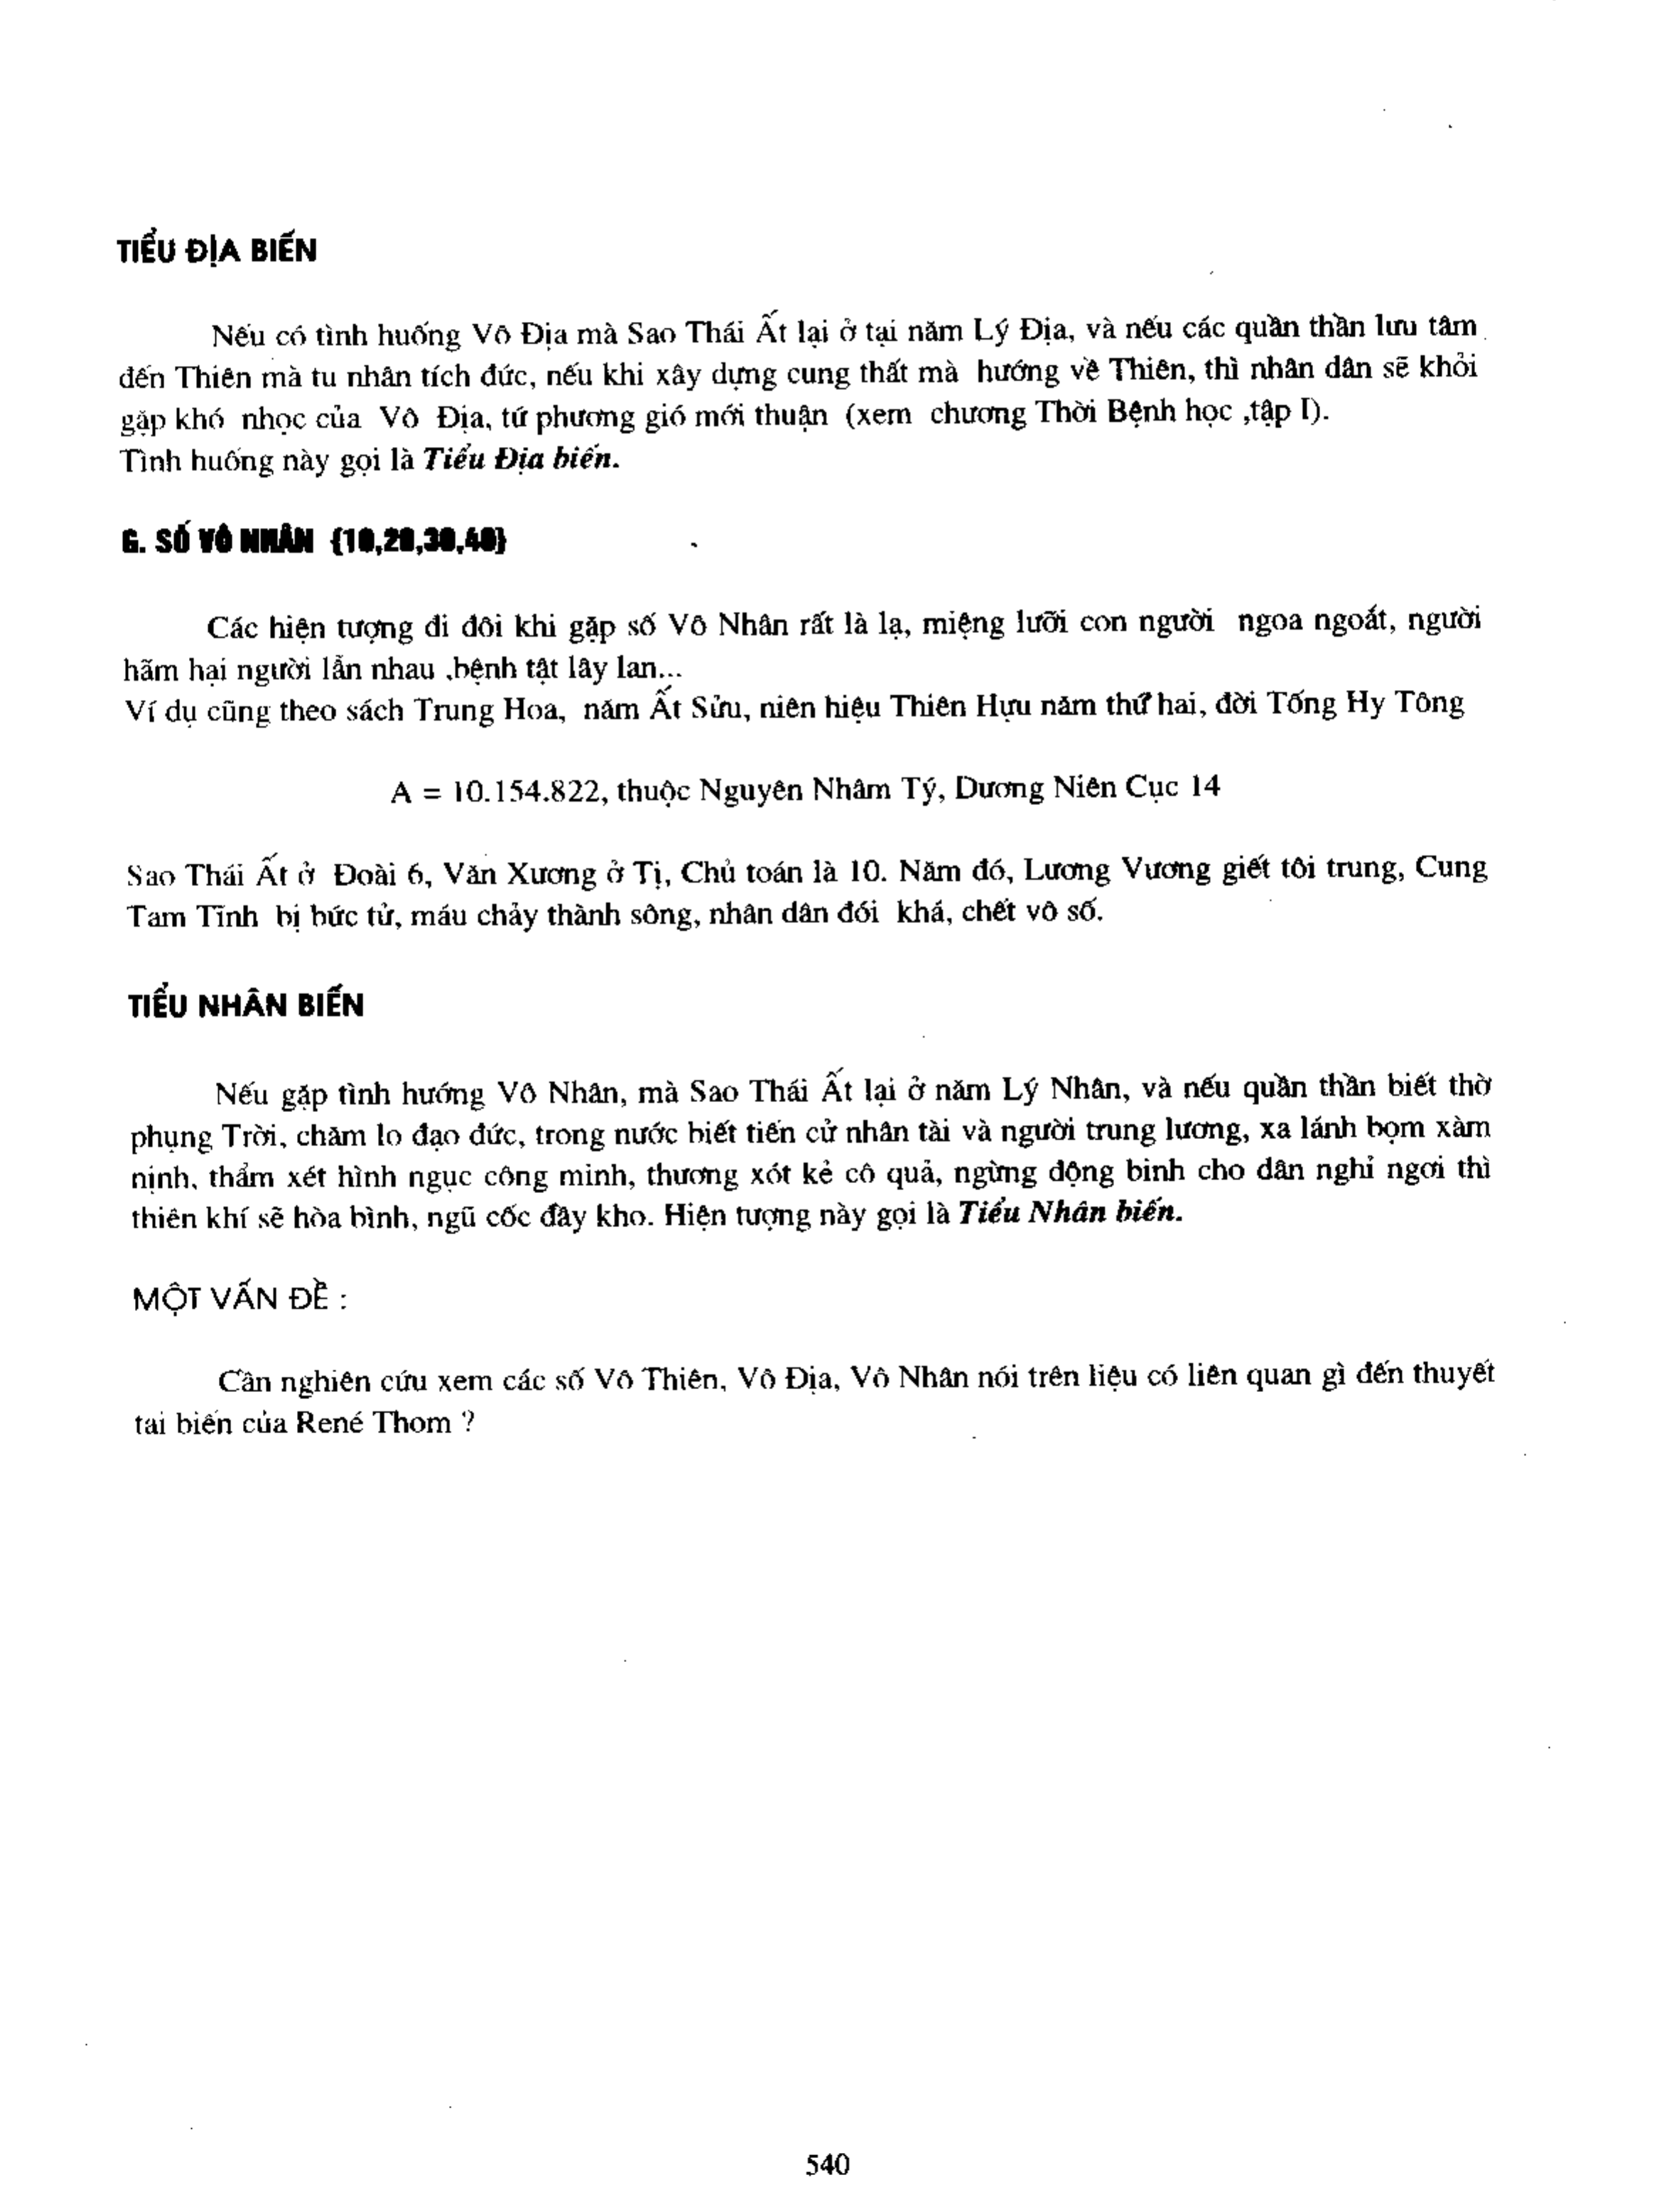 TIỂU ĐỊA BIẾN
Nếu có tình huống Vô Địa mà Sao Thái Ất lại ở tại năm Lý Địa, và nếu các quần thần lưu tâm
đến Thiên mà tu nhân tích đức, nếu khi xây dựng cung thất mà hướng về Thiên, thì nhân dân sẽ khỏi
gặp khó nhọc của Vô Địa, tứ phương gió mới thuận (xem chương Thời Bệnh học ,tập I).
Tình huống này gọi là Tiểu Địa biến.
G. SỐ VÔ NHÂN {10,20,30,40}
Các hiện tượng đi đôi khi gặp số Vô Nhân rất là lạ, miệng lưỡi con người ngoa ngoắt, người
hãm hại người lẫn nhau ,bệnh tật lây lan...
Ví dụ cũng theo sách Trung Hoa, năm Ất Sửu, niên hiệu Thiên Hựu năm thứ hai, đời Tống Hy Tông
A = 10.154.822, thuộc Nguyên Nhâm Tý, Dương Niên Cục 14
Sao Thái Ất ở Đoài 6, Văn Xương ở Tị, Chủ toán là 10. Năm đó, Lương Vương giết tôi trung, Cung
Tam Tĩnh bị bức tử, máu chảy thành sông, nhân dân đói khá, chết vô số.
TIỂU NHÂN BIẾN
Nếu gặp tình hướng Vô Nhân, mà Sao Thái Ất lại ở năm Lý Nhân, và nếu quần thần biết thờ
phụng Trời, chăm lo đạo đức, trong nước biết tiến cử nhân tài và người trung lương, xa lánh bọm xàm
nịnh, thẩm xét hình ngục công minh, thương xót kẻ cô quả, ngừng động binh cho dân nghỉ ngơi thì
thiên khí sẽ hòa bình, ngũ cốc đầy kho. Hiện tượng này gọi là Tiểu Nhân biến.
MỘT VẤN ĐỀ :
Cần nghiên cứu xem các số Vô Thiên, Vô Địa, Vô Nhân nói trên liệu có liên quan gì đến thuyết
tai biến của René Thom ?
540